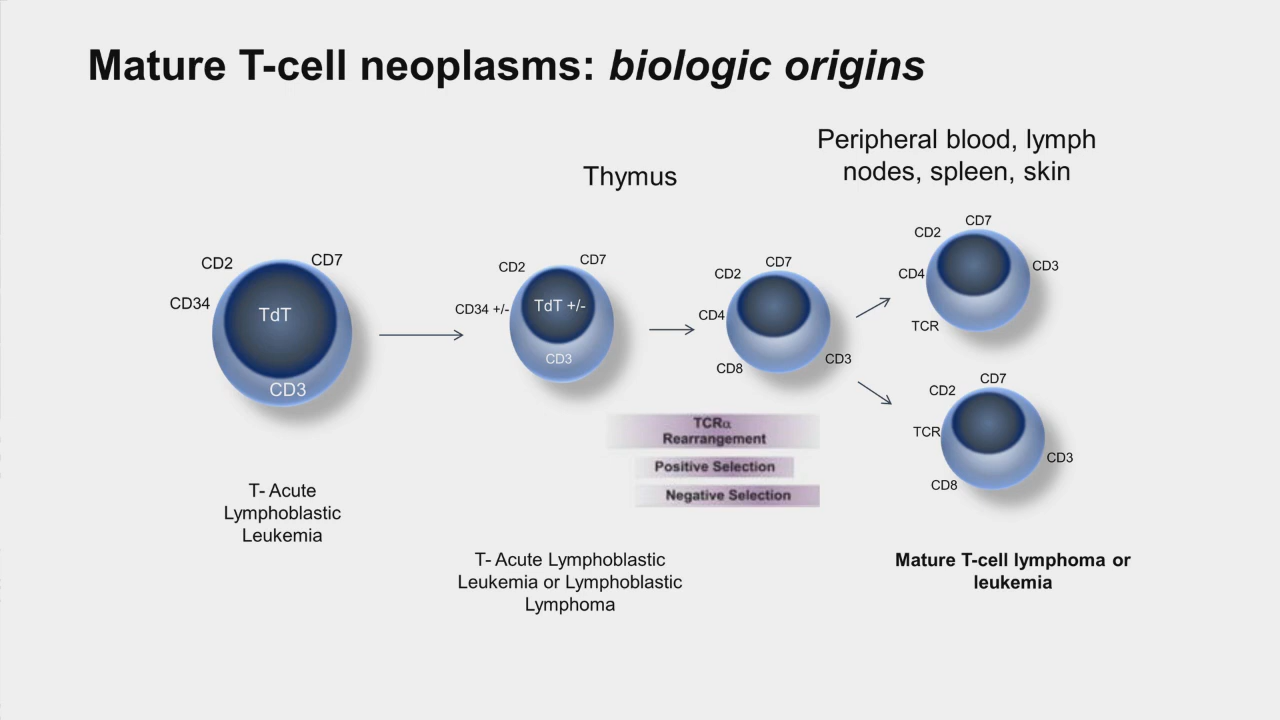 Mature T-cell neoplasms: biologic origins
Peripheral blood, lymph
nodes, spleen, skin
Thymus
CD2
CD7
CD34
TdT
CD3
CD2
CD7
CD34 +/-
TdT +/-
CD3
CD2
CD7
CD4
CD8
CD3
CD7
CD2
CD4
CD3
TCR
CD7
CD2
TCR
CD3
CD8
TCRα
Rearrangement
Positive Selection
Negative Selection
T- Acute
Lymphoblastic
Leukemia
T- Acute Lymphoblastic
Leukemia or Lymphoblastic
Lymphoma
Mature T-cell lymphoma or
leukemia